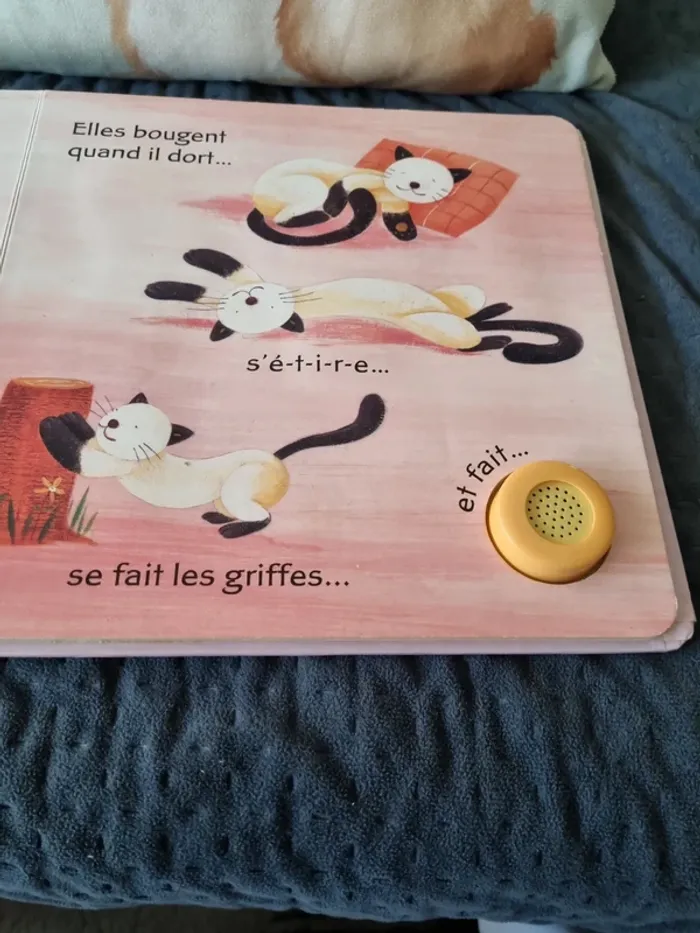 Elles bougent
quand il dort...
s'é-t-i-r-e...
se fait les griffes...
et fait...